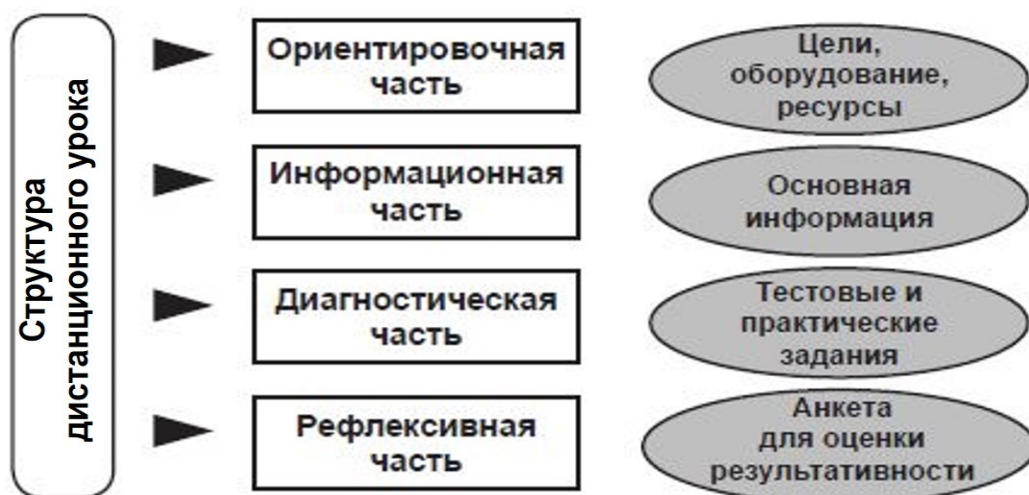 Структура
дистанционного урока
Ориентировочная
часть
Цели,
оборудование,
ресурсы
Информационная
часть
Основная
информация
Диагностическая
часть
Тестовые и
практические
задания
Рефлексивная
часть
Анкета
для оценки
результативности